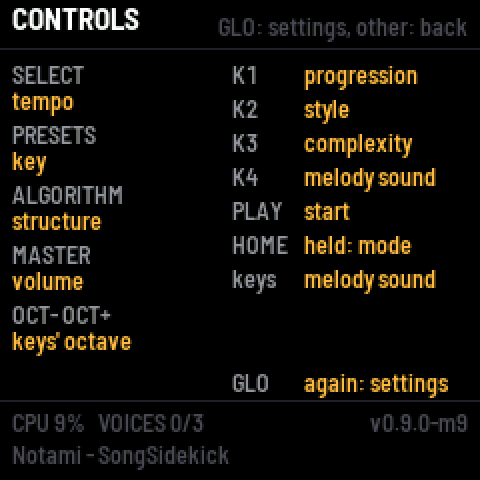 CONTROLS
GLO: settings, other: back
SELECT
tempo
PRESETS
key
ALGORITHM
structure
MASTER
volume
OCT- OCT+
keys' octave
K1 progression
K2 style
K3 complexity
K4 melody sound
PLAY start
HOME held: mode
keys melody sound
GLO again: settings
CPU 9% VOICES 0/3
v0.9.0-m9
Notami - SongSidekick